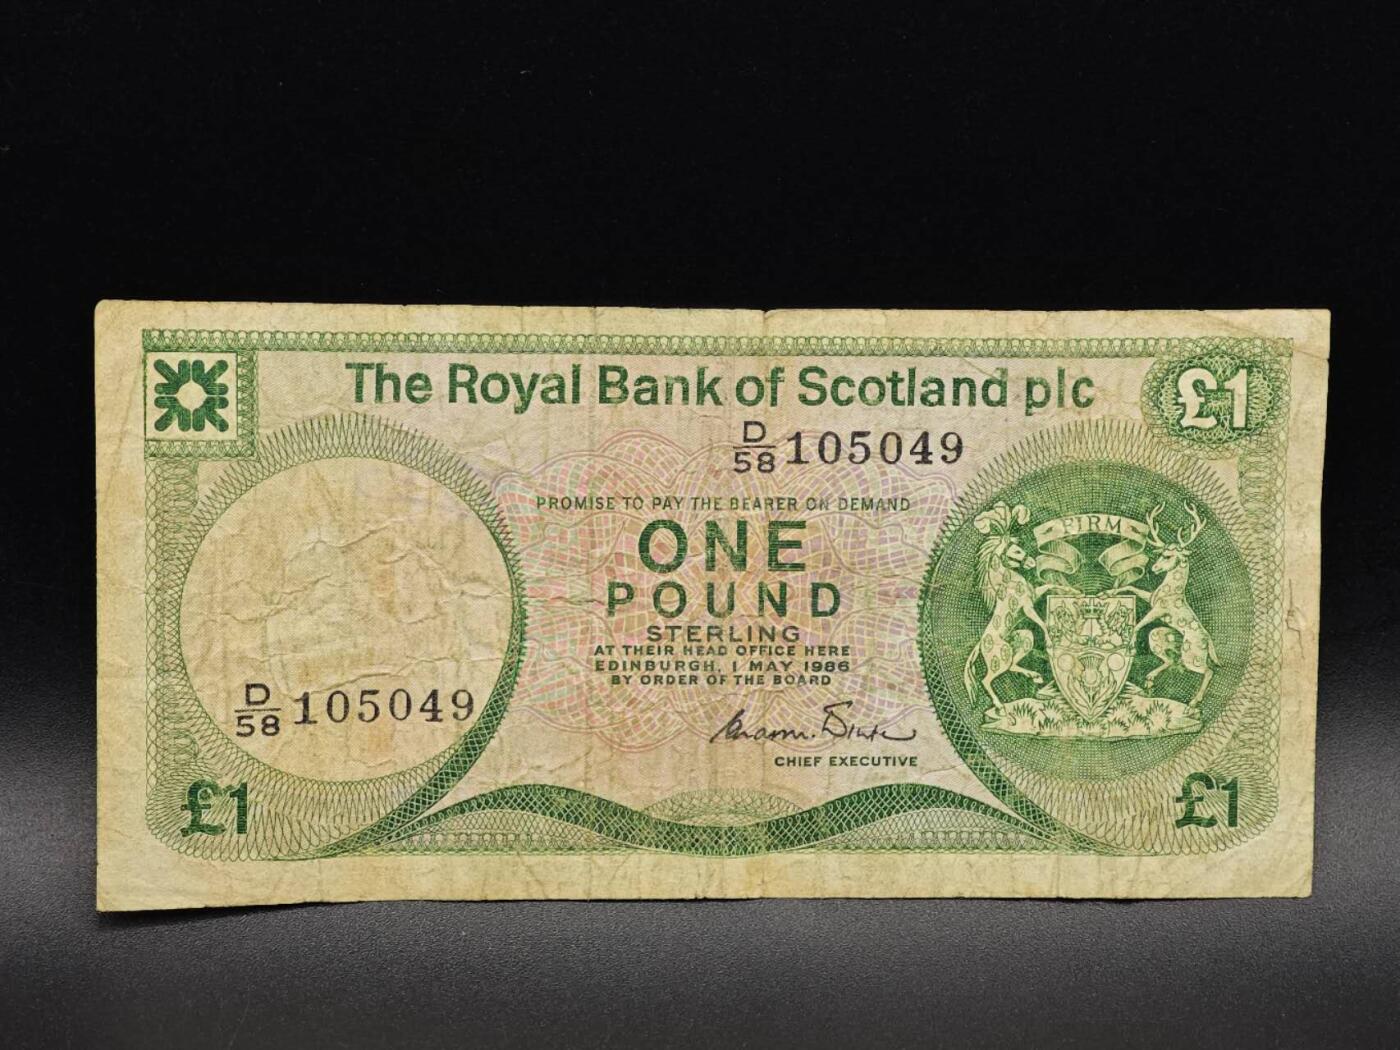 The Royal Bank of Scotland plc
£1
D/58 105049
PROMISE TO PAY THE BEARER ON DEMAND
ONE
POUND
STERLING
AT THEIR HEAD OFFICE HERE
EDINBURGH, 1 MAY 1986
BY ORDER OF THE BOARD
FIRM
D/58 105049
CHIEF EXECUTIVE
£1
£1